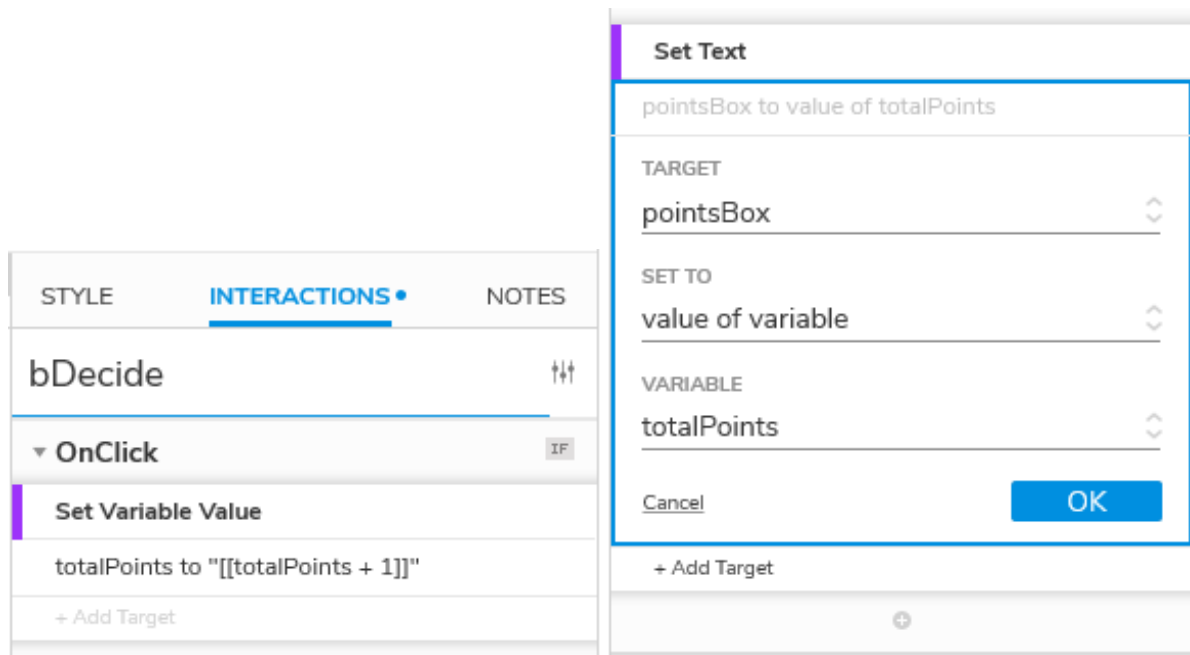 STYLE INTERACTIONS NOTES
bDecide
OnClick IF
Set Variable Value
totalPoints to "[[totalPoints + 1]]"
+ Add Target
Set Text
pointsBox to value of totalPoints
TARGET
pointsBox
SET TO
value of variable
VARIABLE
totalPoints
Cancel OK
+ Add Target